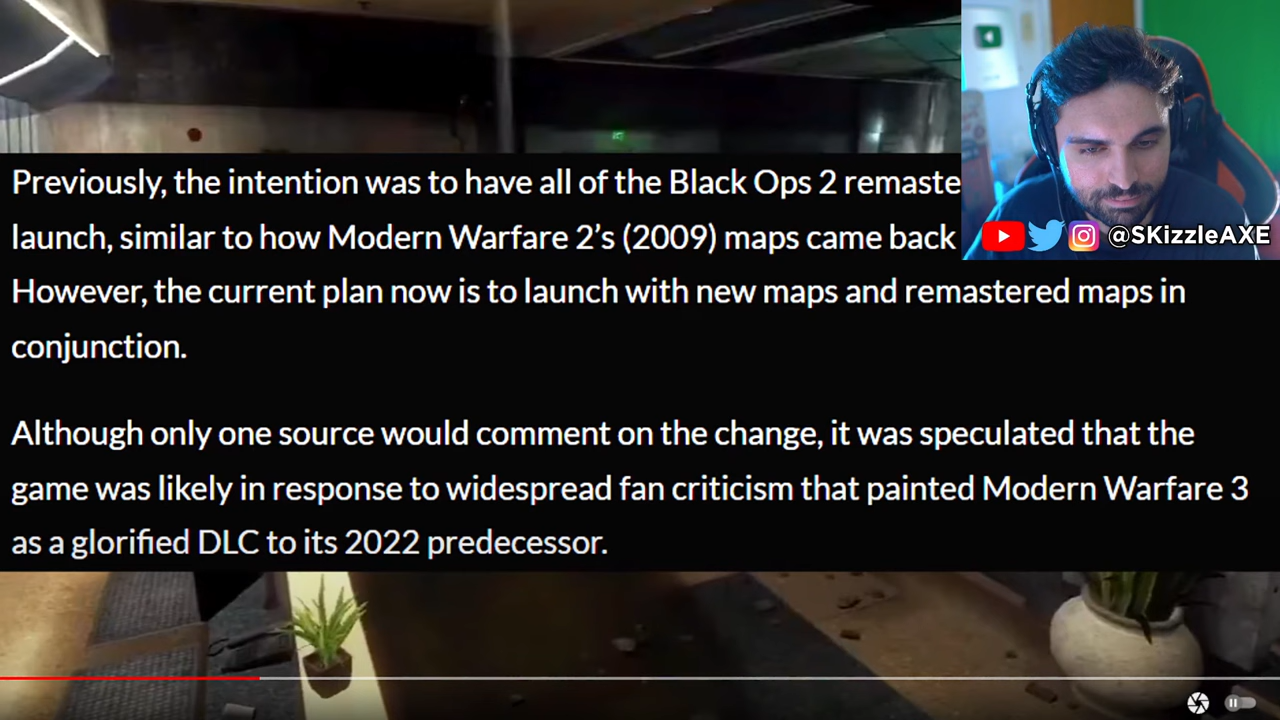 Previously, the intention was to have all of the Black Ops 2 remaste
launch, similar to how Modern Warfare 2’s (2009) maps came back
@SKizzleAXE
However, the current plan now is to launch with new maps and remastered maps in
conjunction.
Although only one source would comment on the change, it was speculated that the
game was likely in response to widespread fan criticism that painted Modern Warfare 3
as a glorified DLC to its 2022 predecessor.